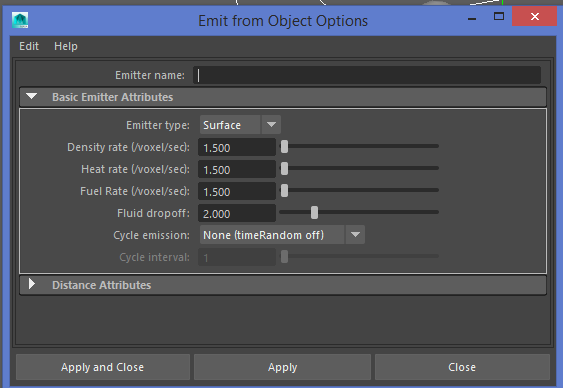 Emit from Object Options
Edit Help
Emitter name:
Basic Emitter Attributes
Emitter type: Surface
Density rate (/voxel/sec): 1.500
Heat rate (/voxel/sec): 1.500
Fuel Rate (/voxel/sec): 1.500
Fluid dropoff: 2.000
Cycle emission: None (timeRandom off)
Cycle interval: 1
Distance Attributes
Apply and Close Apply Close